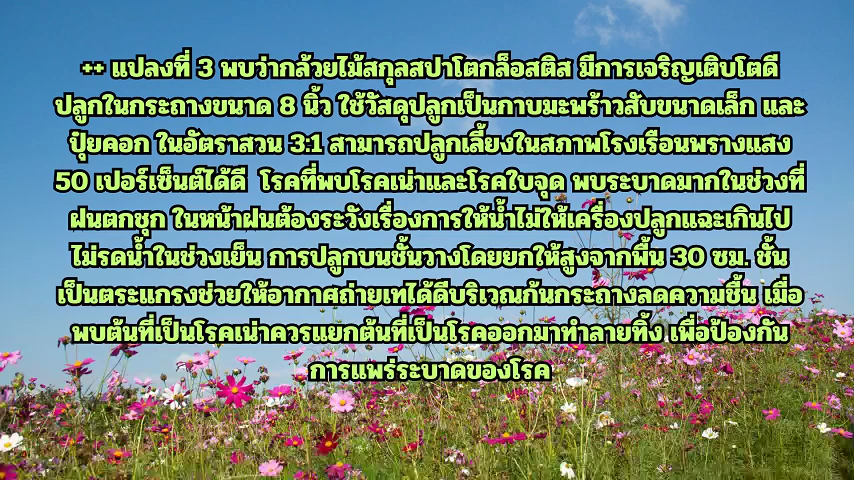 ++ แปลงที่ 3 พบว่ากล้วยไม้สกุลสปาโตกล็อสติส มีการเจริญเติบโตดี
ปลูกในกระถางขนาด 8 นิ้ว ใช้วัสดุปลูกเป็นกาบมะพร้าวสับขนาดเล็ก และ
ปุ๋ยคอก ในอัตราสวน 3:1 สามารถปลูกเลี้ยงในสภาพโรงเรือนพรางแสง
50 เปอร์เซ็นต์ได้ดี โรคที่พบโรคเน่าและโรคใบจุด พบระบาดมากในช่วงที่
ฝนตกชุก ในหน้าฝนต้องระวังเรื่องการให้น้ำไม่ให้เครื่องปลูกแฉะเกินไป
ไม่รดน้ำในช่วงเย็น การปลูกบนชั้นวางโดยยกให้สูงจากพื้น 30 ซม. ชั้น
เป็นตระแกรงช่วยให้อากาศถ่ายเทได้ดีบริเวณก้นกระถางลดความชื้น เมื่อ
พบต้นที่เป็นโรคเน่าควรแยกต้นที่เป็นโรคออกมาทำลายทิ้ง เพื่อป้องกัน
การแพร่ระบาดของโรค